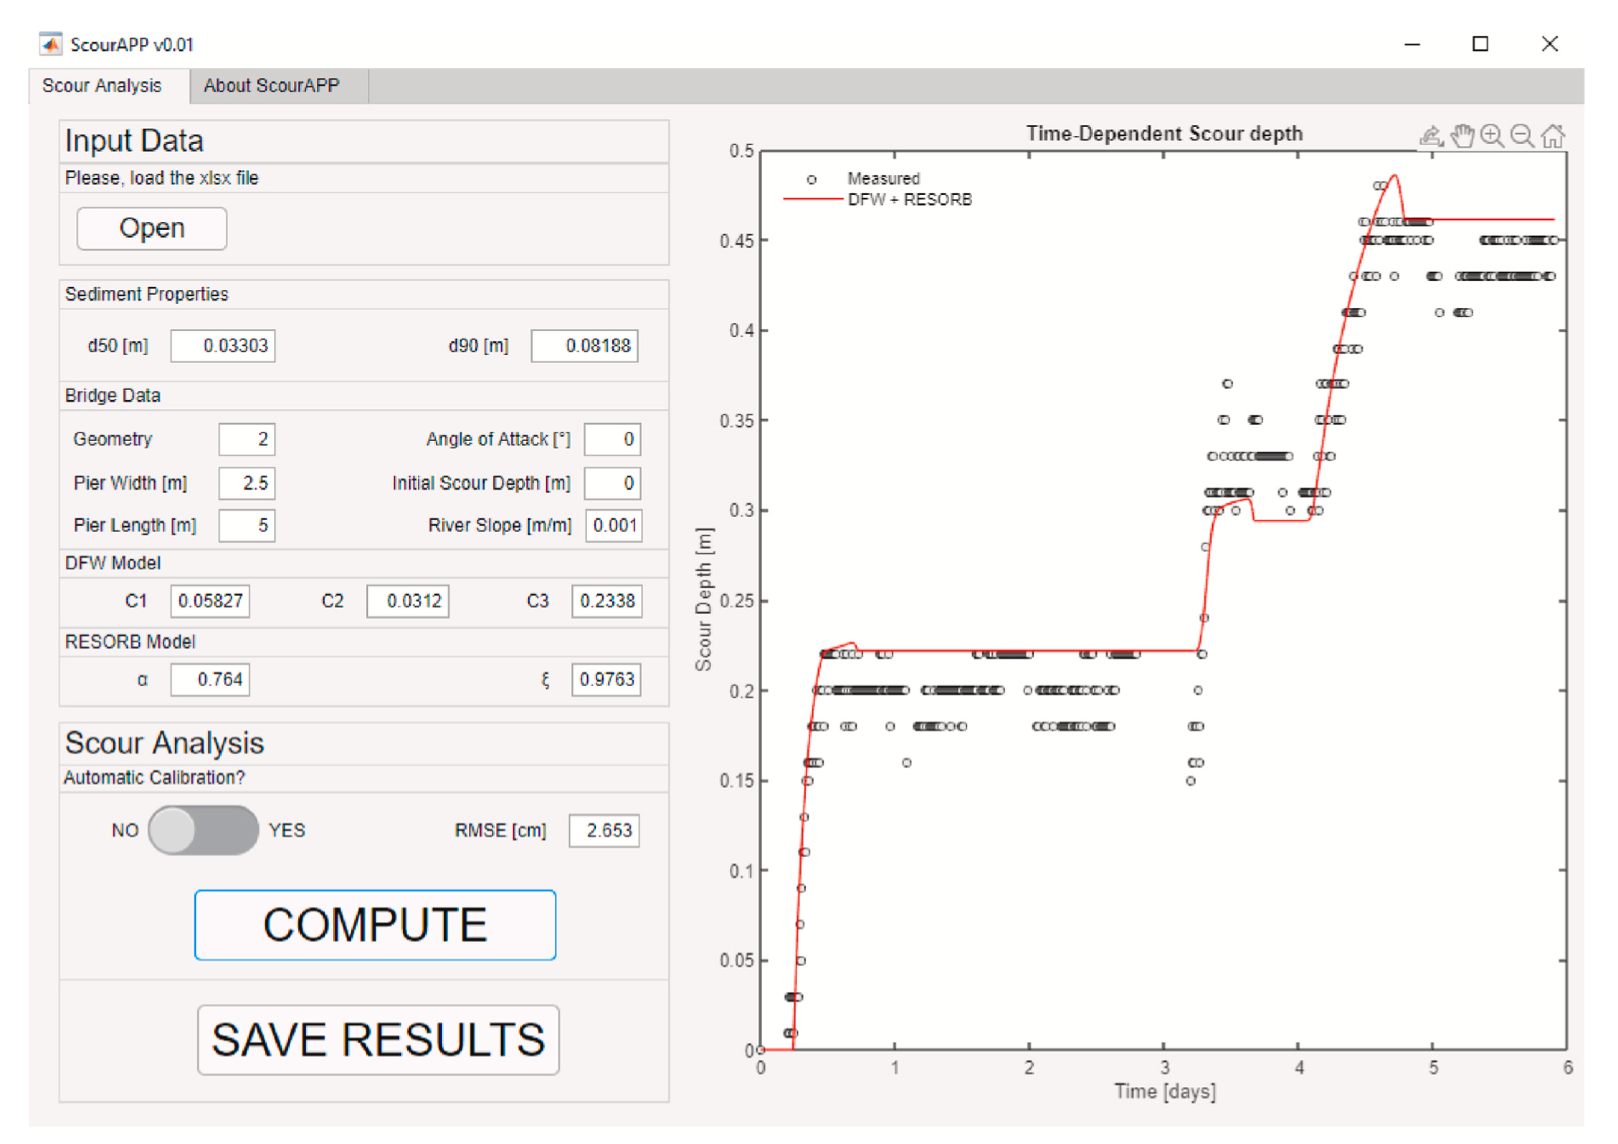 ScourAPP v0.01
Scour Analysis
About ScourAPP
Input Data
Please, load the xlsx file
Open
Sediment Properties
d50 [m] 0.03303 d90 [m] 0.08188
Bridge Data
Geometry 2 Angle of Attack [°] 0
Pier Width [m] 2.5 Initial Scour Depth [m] 0
Pier Length [m] 5 River Slope [m/m] 0.001
DFW Model
C1 0.05827 C2 0.0312 C3 0.2338
RESORB Model
α 0.764 ξ 0.9763
Scour Analysis
Automatic Calibration?
NO YES RMSE [cm] 2.653
COMPUTE
SAVE RESULTS
Time-Dependent Scour depth
Measured
DFW + RESORB
0.5
0.45
0.4
0.35
0.3
0.25
0.2
0.15
0.1
0.05
0
Scour Depth [m]
0 1 2 3 4 5 6
Time [days]